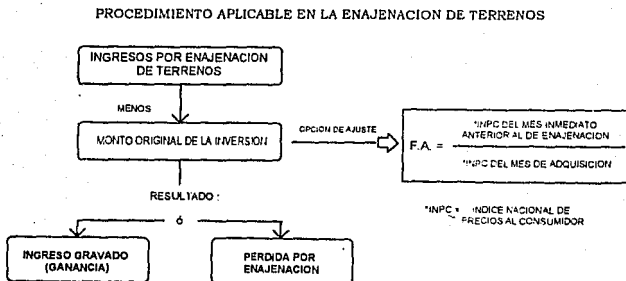 PROCEDIMIENTO APLICABLE EN LA ENAJENACION DE TERRENOS
INGRESOS POR ENAJENACION
DE TERRENOS
MENOS
MONTO ORIGINAL DE LA INVERSION
OPCION DE AJUSTE
F.A. =
*INPC DEL MES INMEDIATO
ANTERIOR AL DE ENAJENACION
*INPC DEL MES DE ADQUISICION
RESULTADO :
*INPC = INDICE NACIONAL DE
PRECIOS AL CONSUMIDOR
ó
INGRESO GRAVADO
(GANANCIA)
PERDIDA POR
ENAJENACION